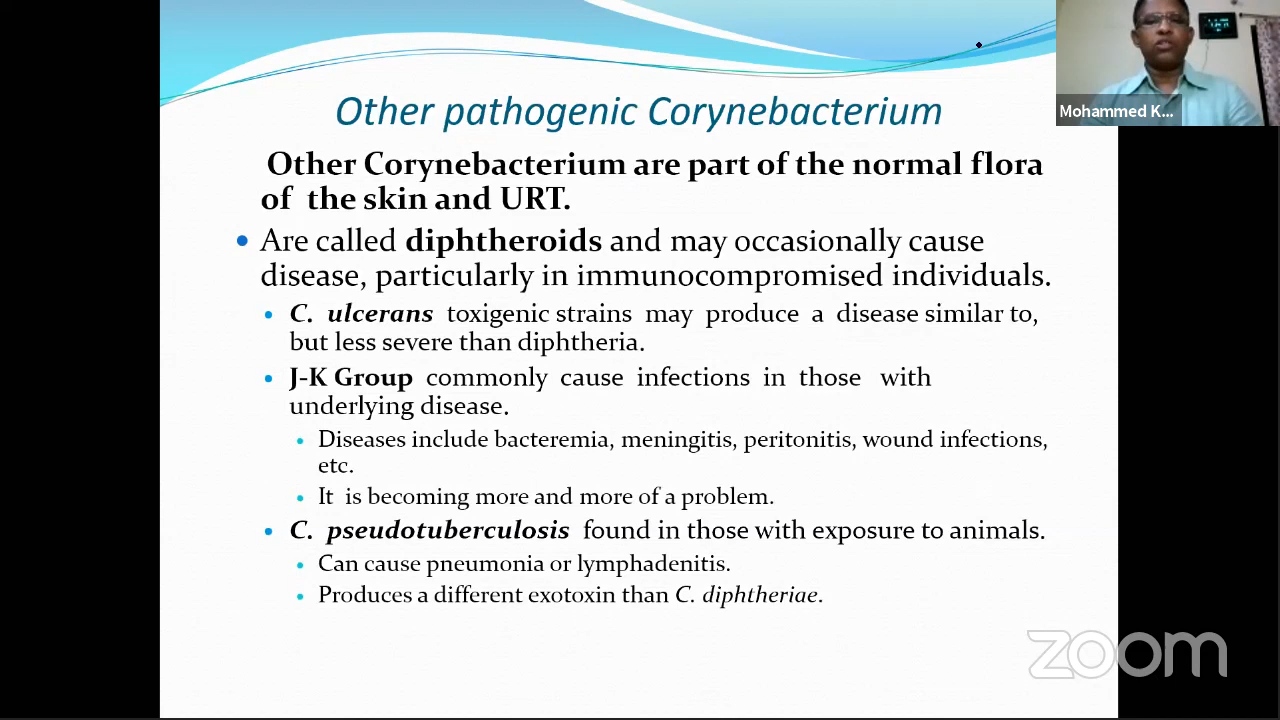 Other pathogenic Corynebacterium
Mohammed K...
Other Corynebacterium are part of the normal flora
of the skin and URT.
• Are called diphtheroids and may occasionally cause
disease, particularly in immunocompromised individuals.
• C. ulcerans toxigenic strains may produce a disease similar to,
but less severe than diphtheria.
• J-K Group commonly cause infections in those with
underlying disease.
• Diseases include bacteremia, meningitis, peritonitis, wound infections,
etc.
• It is becoming more and more of a problem.
• C. pseudotuberculosis found in those with exposure to animals.
• Can cause pneumonia or lymphadenitis.
• Produces a different exotoxin than C. diphtheriae.
zoom